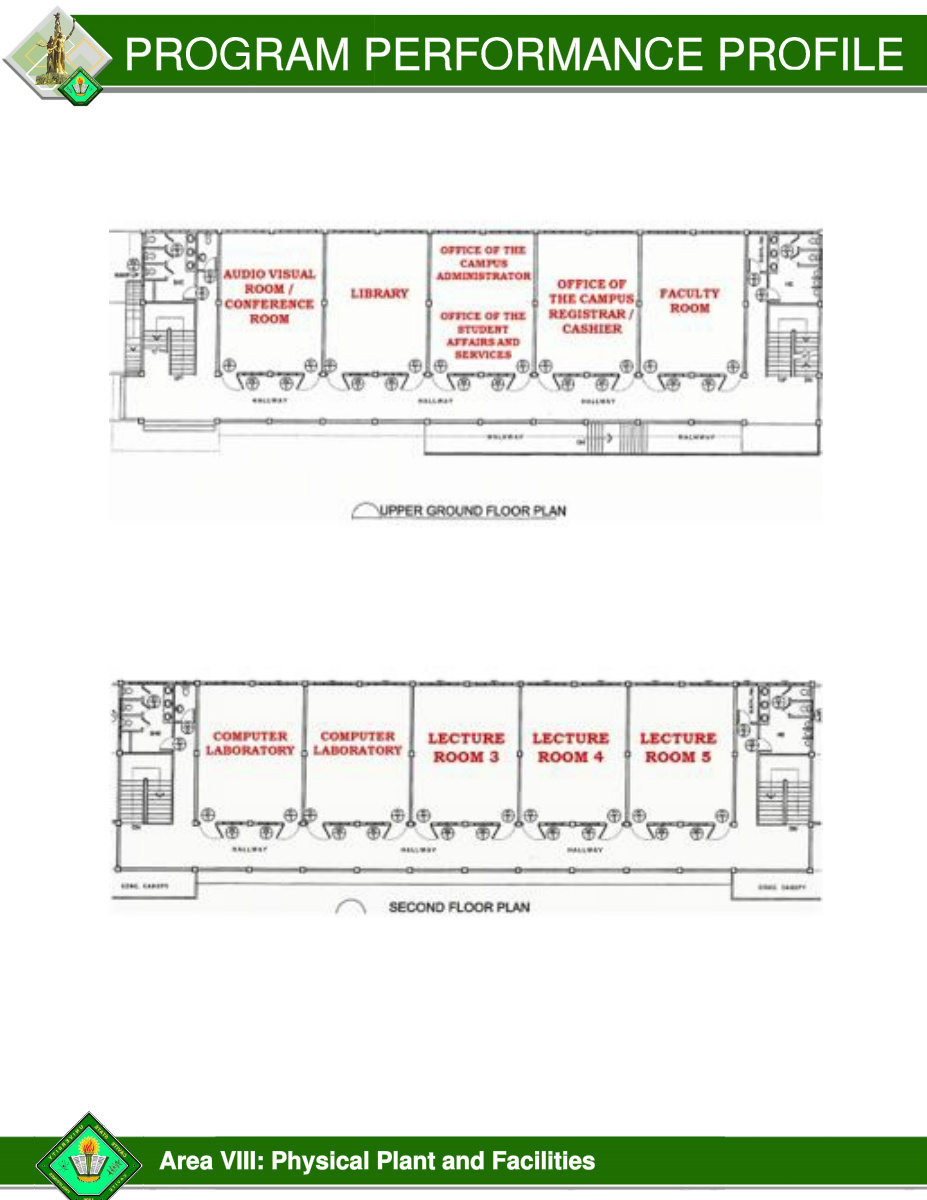 PROGRAM PERFORMANCE PROFILE
AUDIO VISUAL
ROOM /
CONFERENCE
ROOM
LIBRARY
OFFICE OF THE
CAMPUS
ADMINISTRATOR
OFFICE OF THE
STUDENT
AFFAIRS AND
SERVICES
OFFICE OF
THE CAMPUS
REGISTRAR /
CASHIER
FACULTY
ROOM
HALLWAY
HALLWAY
HALLWAY
WALKWAY
DN
WALKWAY
UPPER GROUND FLOOR PLAN
COMPUTER
LABORATORY
COMPUTER
LABORATORY
LECTURE
ROOM 3
LECTURE
ROOM 4
LECTURE
ROOM 5
DN
DN
HALLWAY
HALLWAY
HALLWAY
CONC. CANOPY
CONC. CANOPY
SECOND FLOOR PLAN
Area VIII: Physical Plant and Facilities